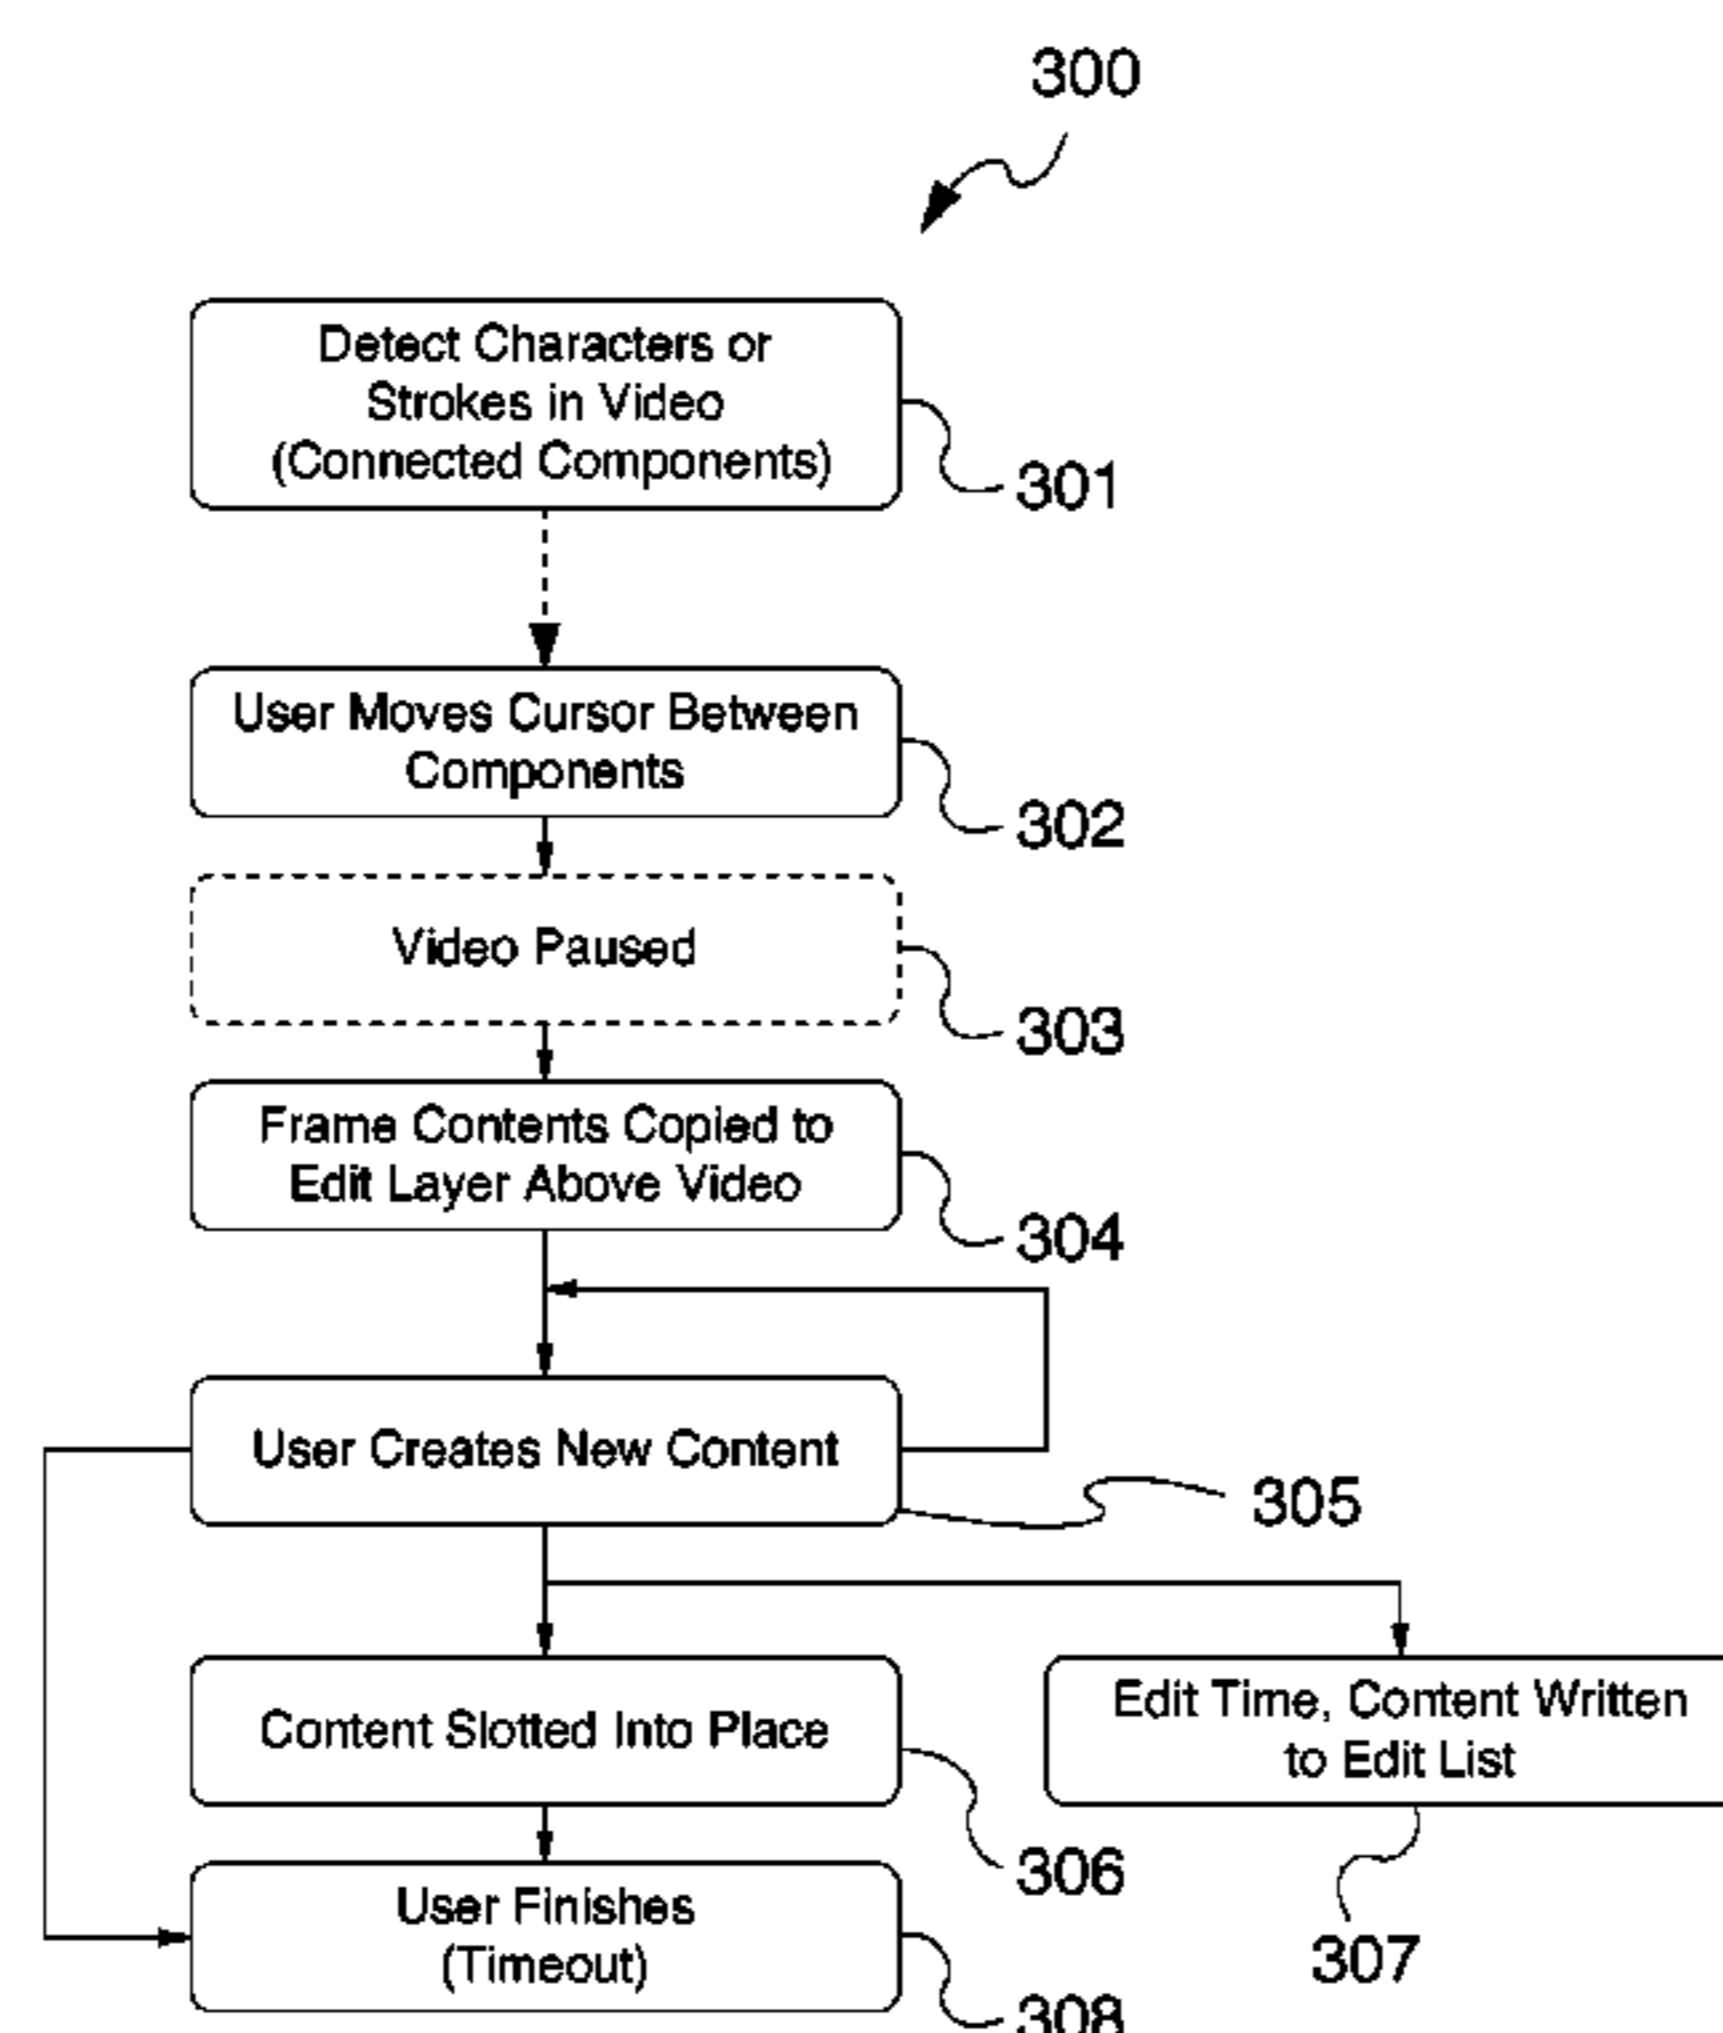 300
Detect Characters or
Strokes in Video
(Connected Components)
301
User Moves Cursor Between
Components
302
Video Paused
303
Frame Contents Copied to
Edit Layer Above Video
304
User Creates New Content
305
Content Slotted Into Place
306
Edit Time, Content Written
to Edit List
307
User Finishes
(Timeout)
308